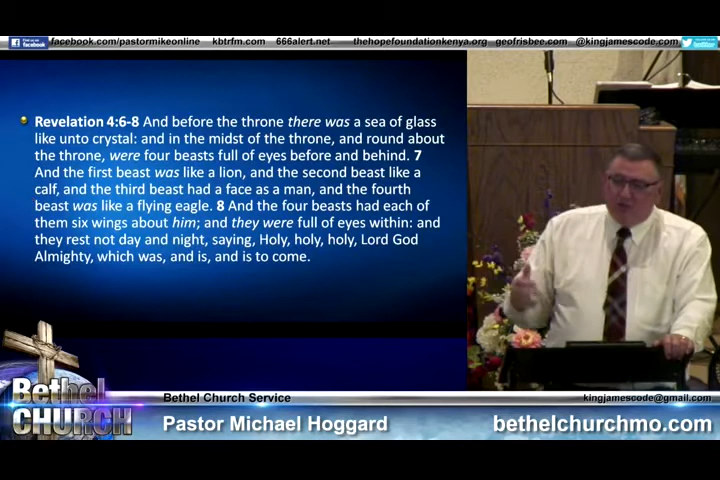 Find us on facebook facebook.com/pastormikeonline kbtrfm.com 666alert.net thehopefoundationkenya.org geofrisbee.com @kingjamescode.com twitter
Revelation 4:6-8 And before the throne there was a sea of glass
like unto crystal: and in the midst of the throne, and round about
the throne, were four beasts full of eyes before and behind. 7
And the first beast was like a lion, and the second beast like a
calf, and the third beast had a face as a man, and the fourth
beast was like a flying eagle. 8 And the four beasts had each of
them six wings about him; and they were full of eyes within: and
they rest not day and night, saying, Holy, holy, holy, Lord God
Almighty, which was, and is, and is to come.
Bethel
CHURCH
Bethel Church Service
kingjamescode@gmail.com
Pastor Michael Hoggard
bethelchurchmo.com